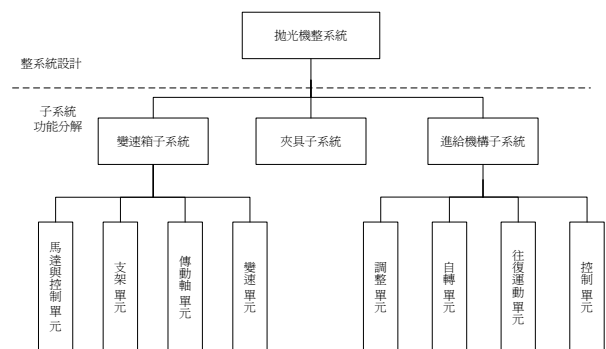 拋光機整系統
整系統設計
子系統
功能分解
變速箱子系統
夾具子系統
進給機構子系統
馬達與控制單元
支架單元
傳動軸單元
變速單元
調整單元
自轉單元
往復運動單元
控制單元